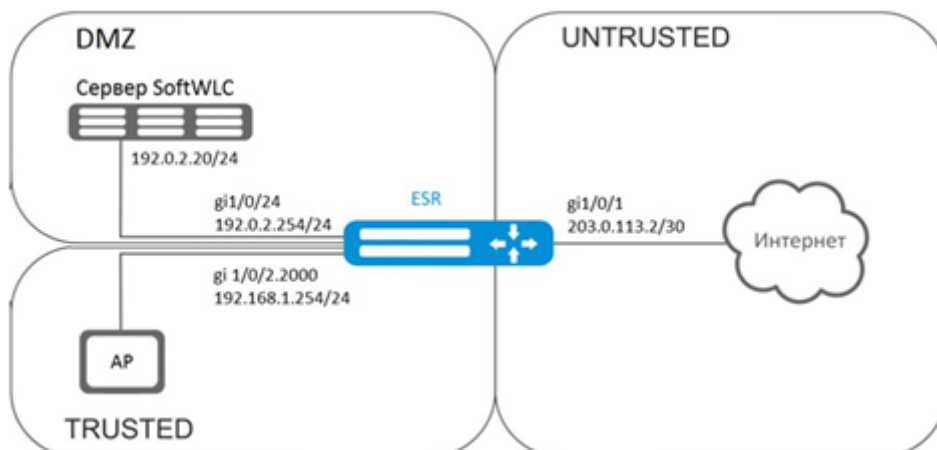 DMZ
UNTRUSTED
Сервер SoftWLC
192.0.2.20/24
gi1/0/24
192.0.2.254/24
ESR
gi1/0/1
203.0.113.2/30
Интернет
gi 1/0/2.2000
192.168.1.254/24
AP
TRUSTED